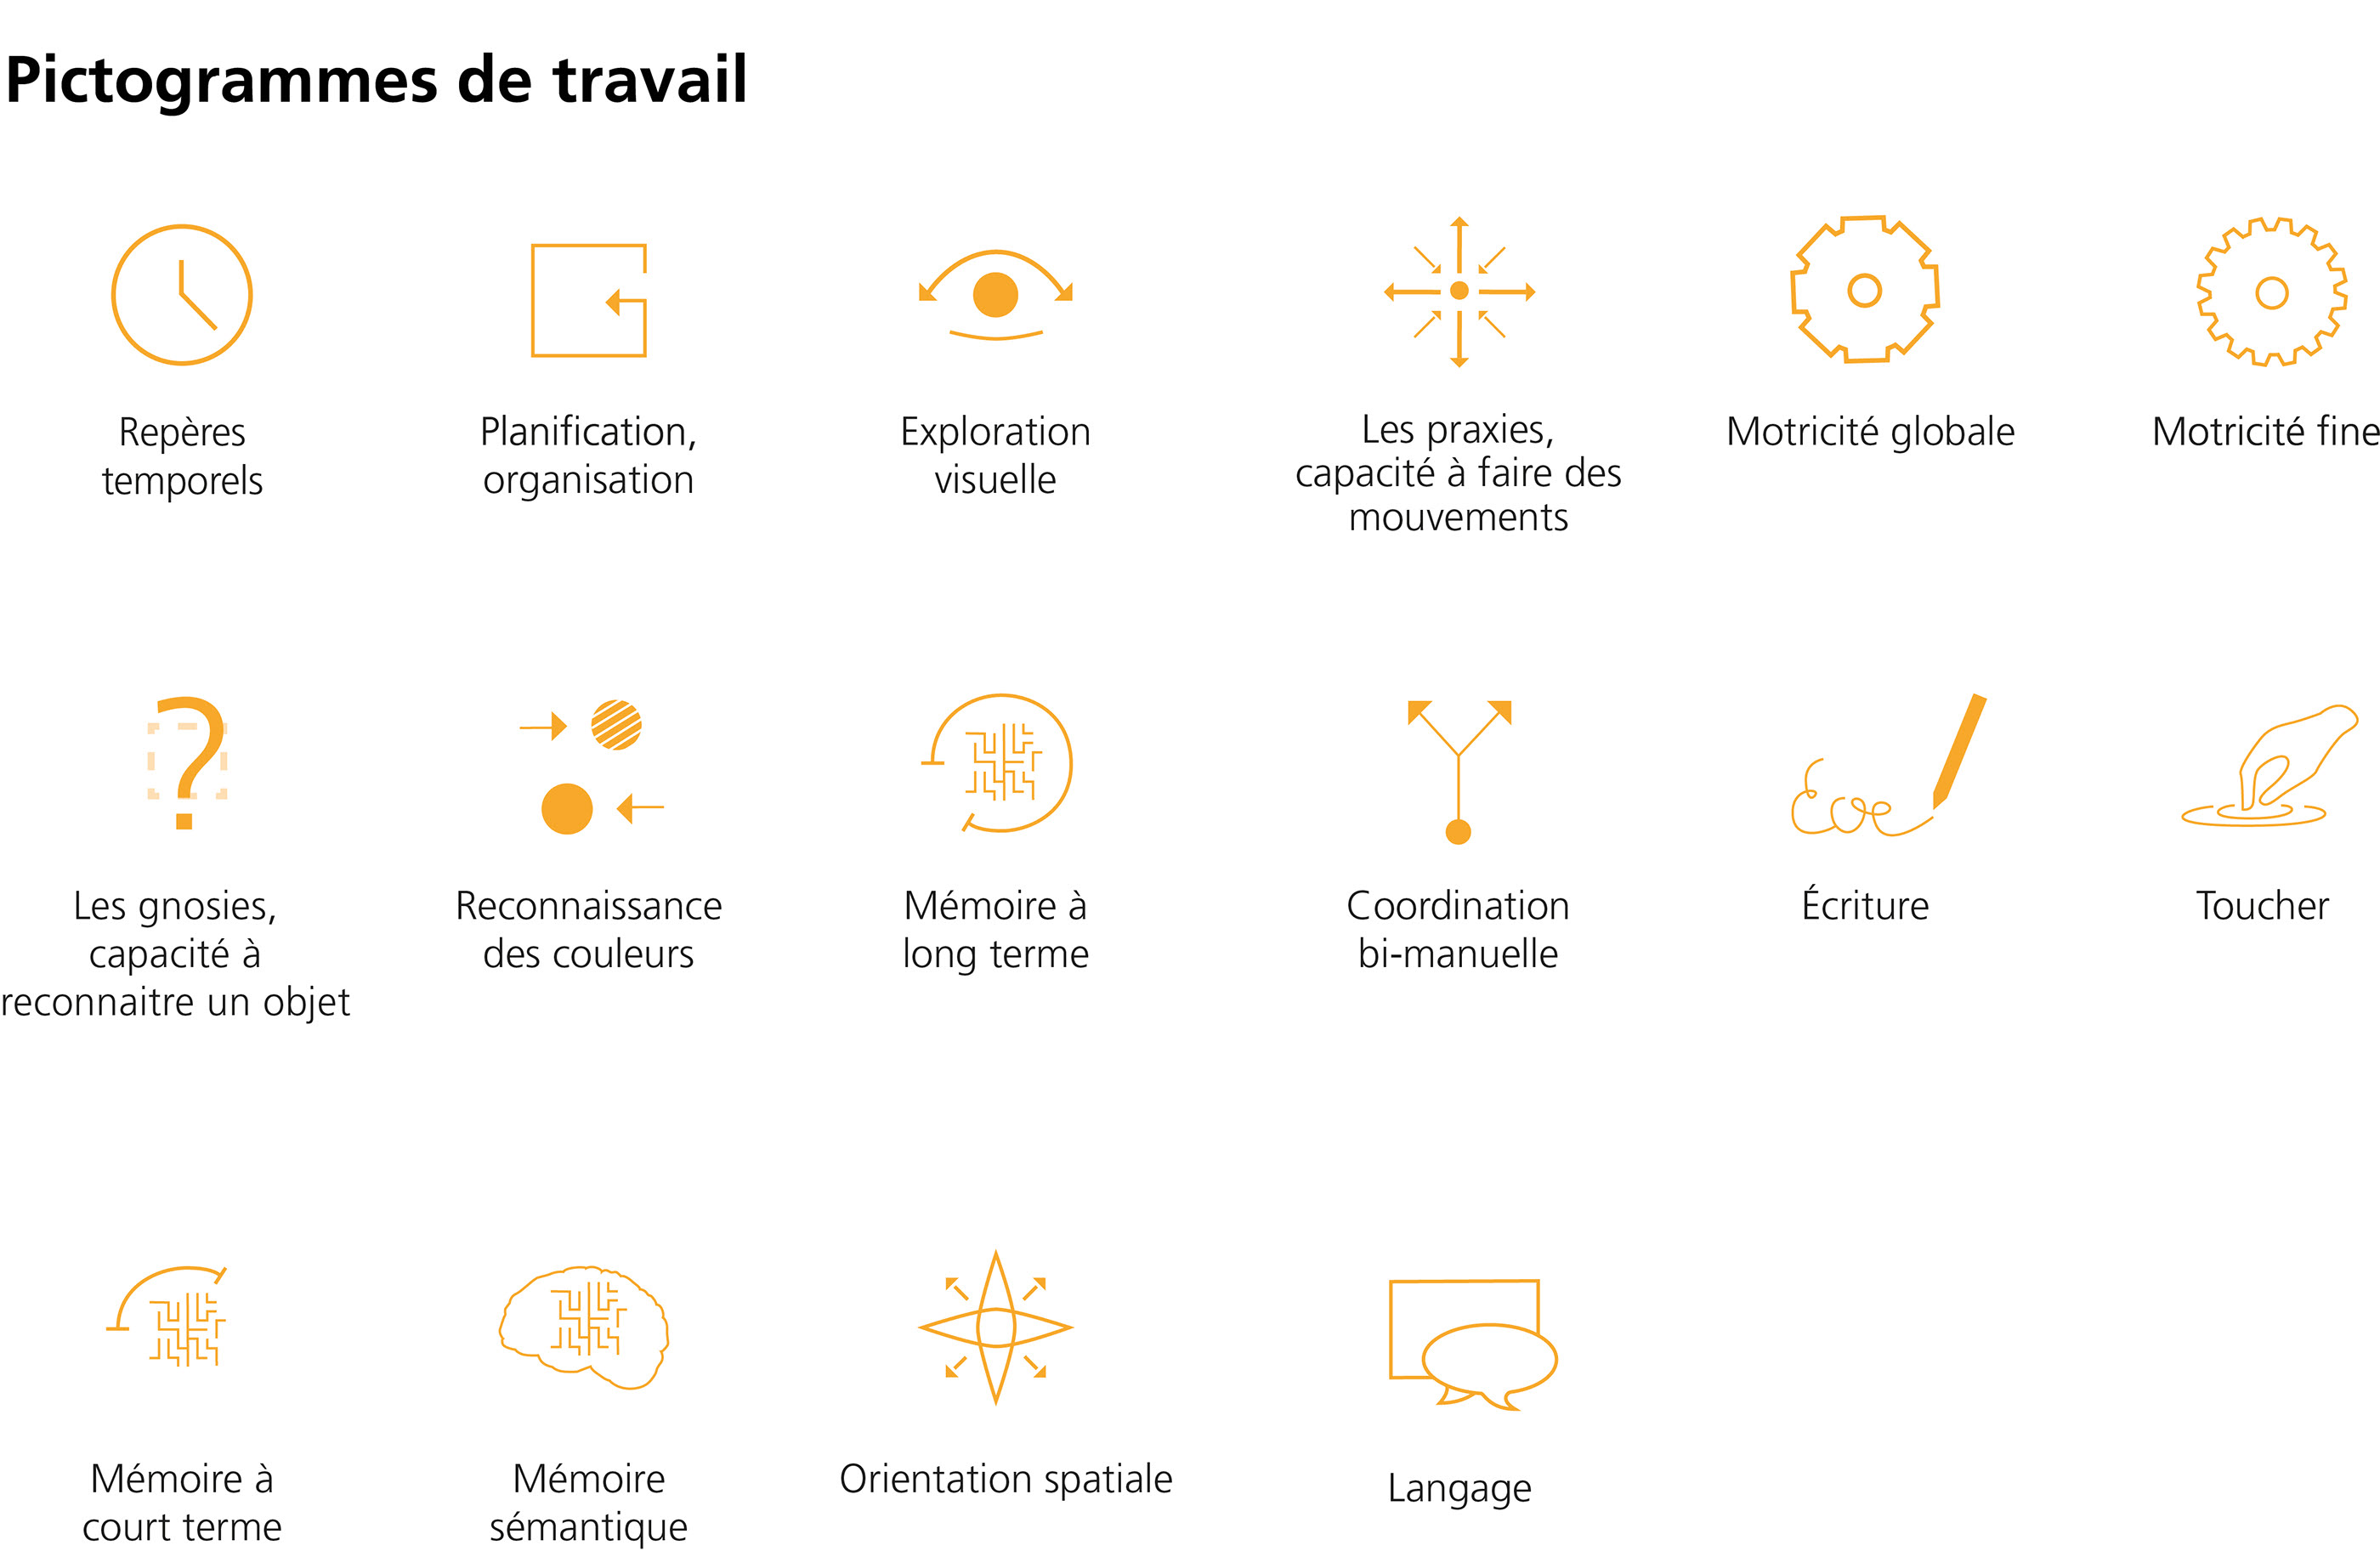 Pictogrammes de travail
Repères
temporels
Planification,
organisation
Exploration
visuelle
Les praxies,
capacité à faire des
mouvements
Motricité globale
Motricité fine
Les gnosies,
capacité à
reconnaitre un objet
Reconnaissance
des couleurs
Mémoire à
long terme
Coordination
bi-manuelle
Écriture
Toucher
Mémoire à
court terme
Mémoire
sémantique
Orientation spatiale
Langage